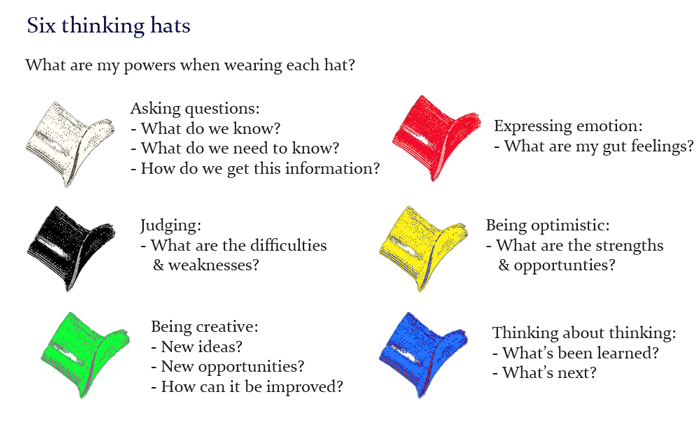 Six thinking hats
What are my powers when wearing each hat?
Asking questions:
- What do we know?
- What do we need to know?
- How do we get this information?
Expressing emotion:
- What are my gut feelings?
Judging:
- What are the difficulties
& weaknesses?
Being optimistic:
- What are the strengths
& opportunties?
Being creative:
- New ideas?
- New opportunities?
- How can it be improved?
Thinking about thinking:
- What's been learned?
- What's next?